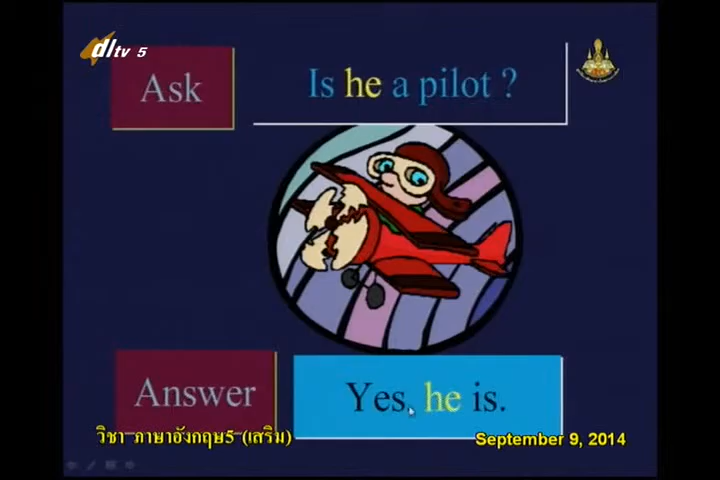 dltv 5
Ask
Is he a pilot ?
Answer
Yes, he is.
วิชา ภาษาอังกฤษ5 (เสริม)
September 9, 2014